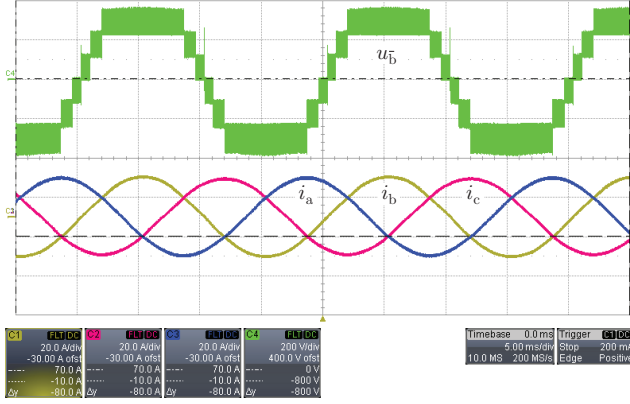 C4
u_b̄
i_a i_b i_c
C1 FLT DC
20.0 A/div
-30.00 A ofst
70.0 A
-10.0 A
Δy -80.0 A
C2 FLT DC
20.0 A/div
-30.00 A ofst
70.0 A
-10.0 A
Δy -80.0 A
C3 FLT DC
20.0 A/div
-30.00 A ofst
70.0 A
-10.0 A
Δy -80.0 A
C4 FLT DC
200 V/div
400.0 V ofst
0 V
-800 V
Δy -800 V
Timebase 0.0 ms
5.00 ms/div
10.0 MS 200 MS/s
Trigger C1 DC
Stop 200 mA
Edge Positive